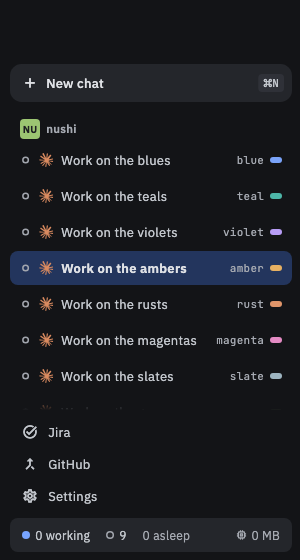 + New chat ⌘N
NU nushi
Work on the blues blue
Work on the teals teal
Work on the violets violet
Work on the ambers amber
Work on the rusts rust
Work on the magentas magenta
Work on the slates slate
Jira
GitHub
Settings
0 working 9 0 asleep 0 MB